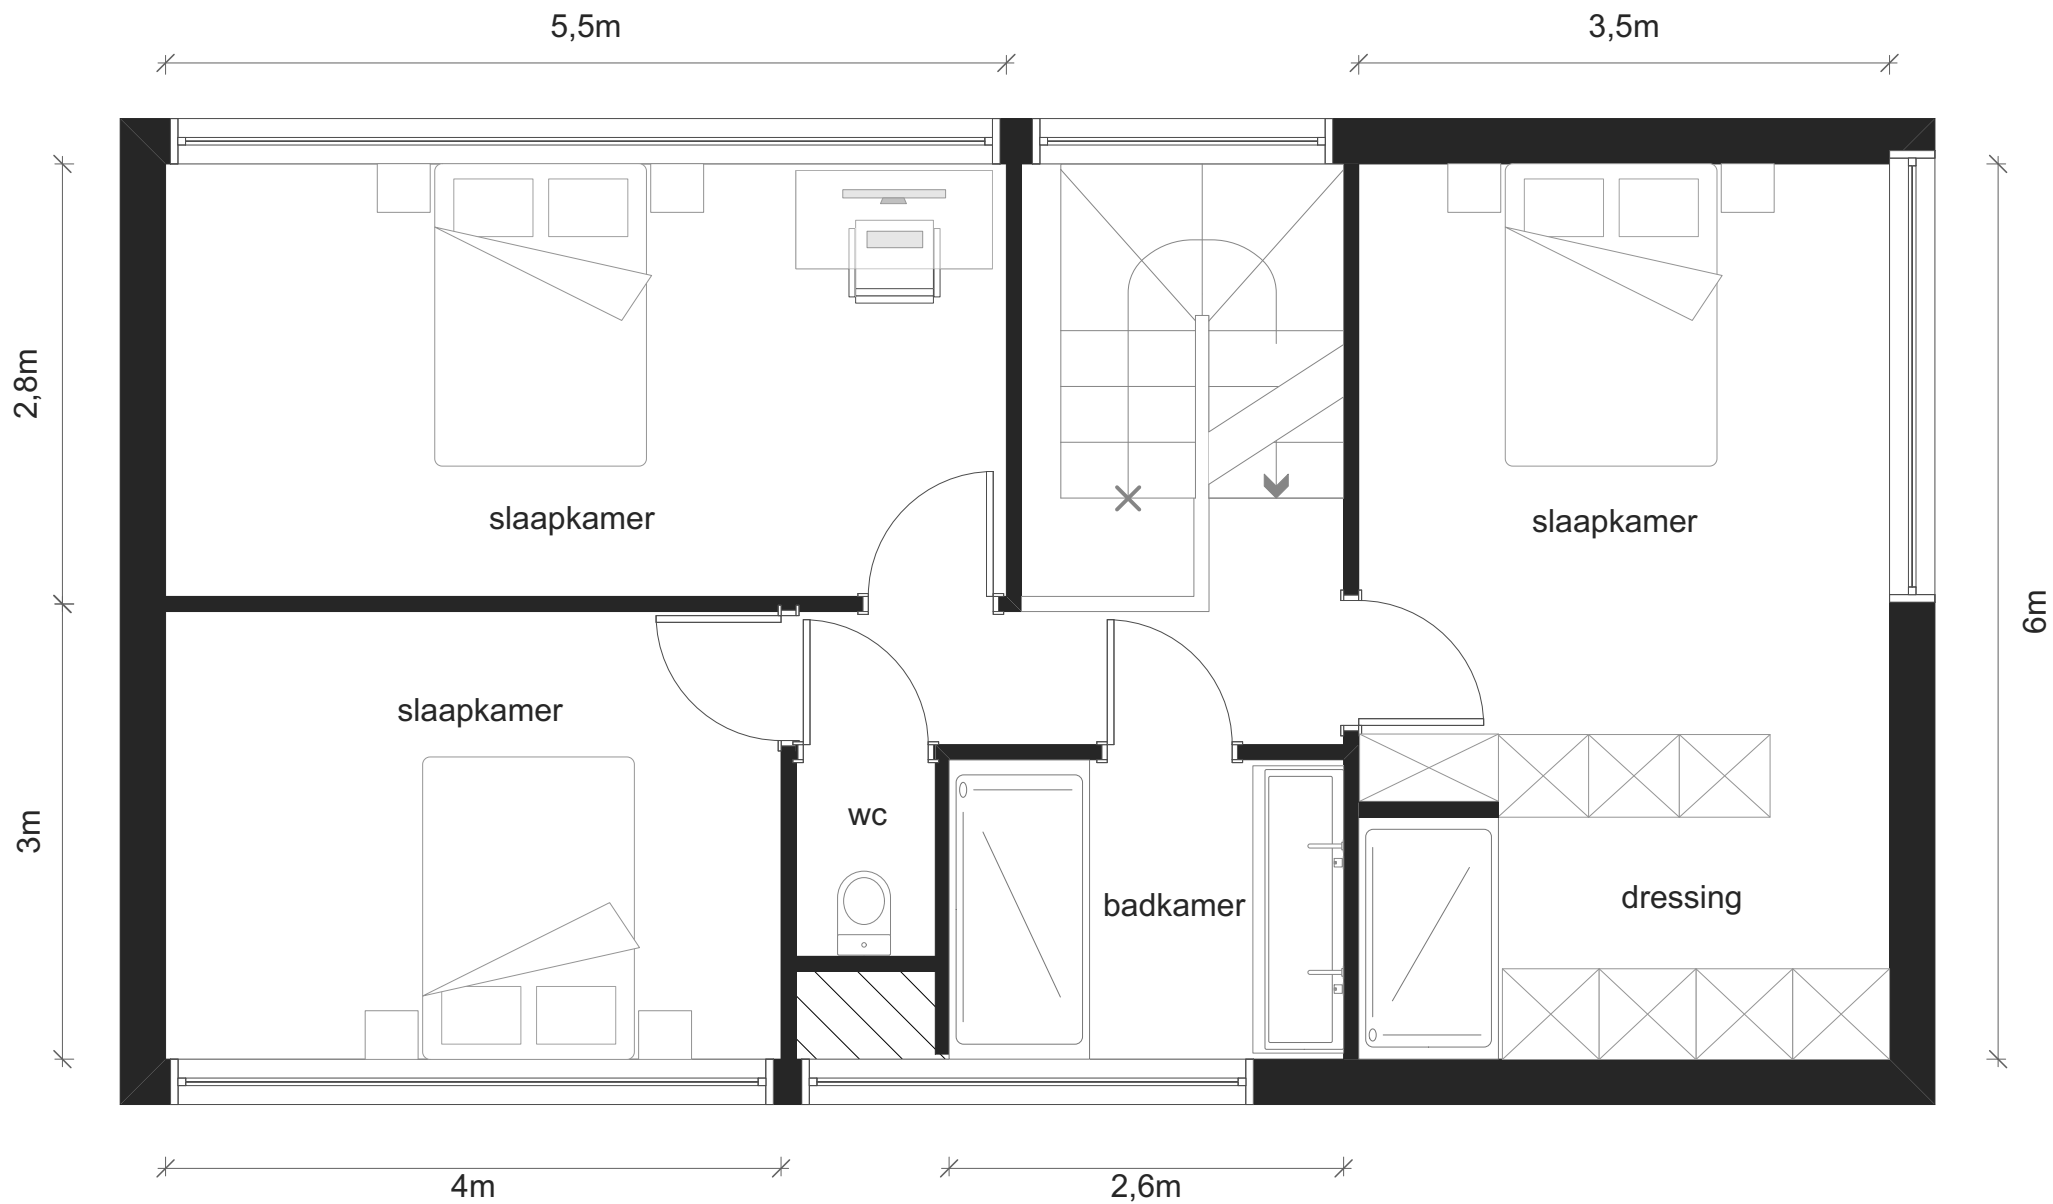 5,5m
3,5m
2,8m
slaapkamer
slaapkamer
6m
slaapkamer
wc
3m
badkamer
dressing
4m
2,6m